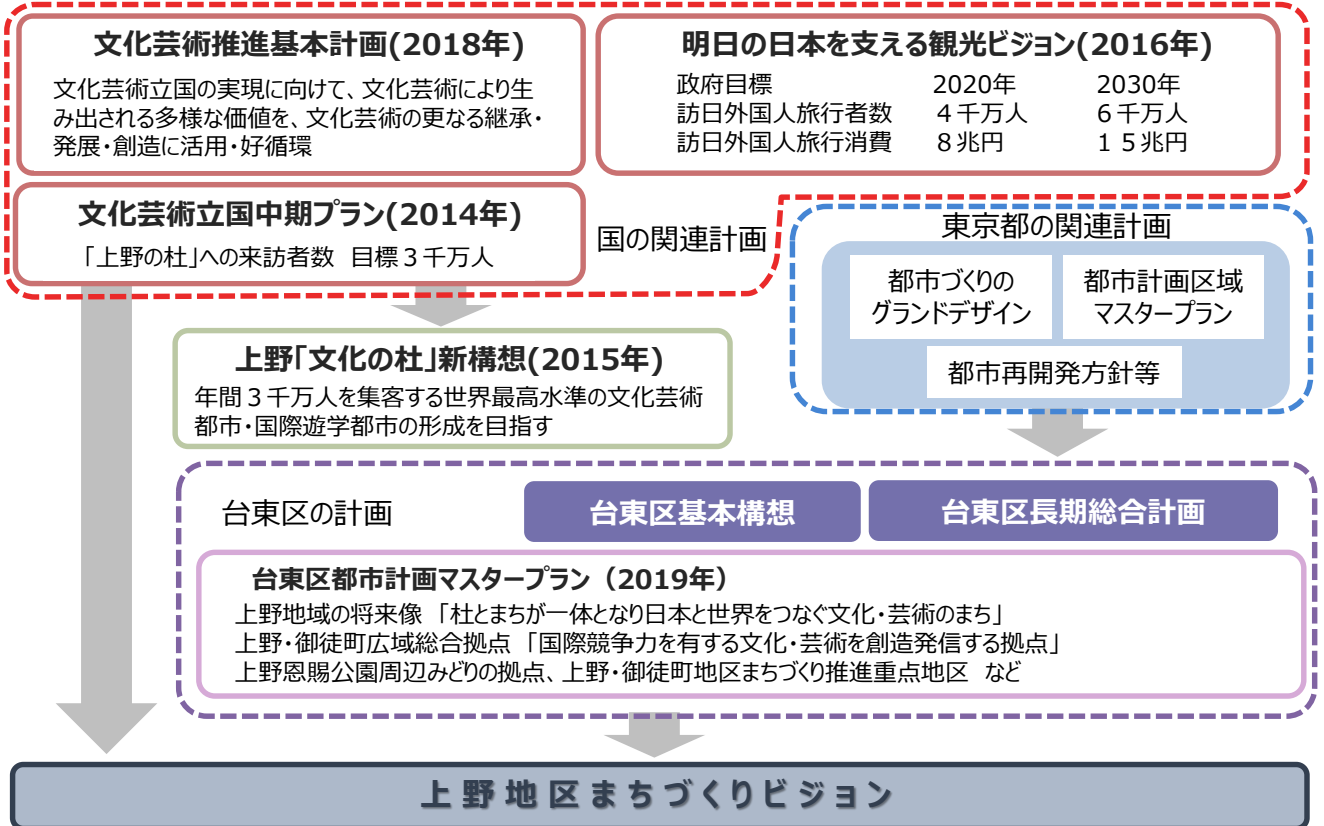 文化芸術推進基本計画(2018年)
文化芸術立国の実現に向けて、文化芸術により生
み出される多様な価値を、文化芸術の更なる継承・
発展・創造に活用・好循環
明日の日本を支える観光ビジョン(2016年)
政府目標 2020年 2030年
訪日外国人旅行者数 4千万人 6千万人
訪日外国人旅行消費 8兆円 15兆円
文化芸術立国中期プラン(2014年)
「上野の杜」への来訪者数 目標3千万人
国の関連計画
東京都の関連計画
都市づくりの
グランドデザイン
都市計画区域
マスタープラン
都市再開発方針等
上野「文化の杜」新構想(2015年)
年間3千万人を集客する世界最高水準の文化芸術
都市・国際遊学都市の形成を目指す
台東区の計画
台東区基本構想
台東区長期総合計画
台東区都市計画マスタープラン（2019年）
上野地域の将来像 「杜とまちが一体となり日本と世界をつなぐ文化・芸術のまち」
上野・御徒町広域総合拠点 「国際競争力を有する文化・芸術を創造発信する拠点」
上野恩賜公園周辺みどりの拠点、上野・御徒町地区まちづくり推進重点地区 など
上野地区まちづくりビジョン